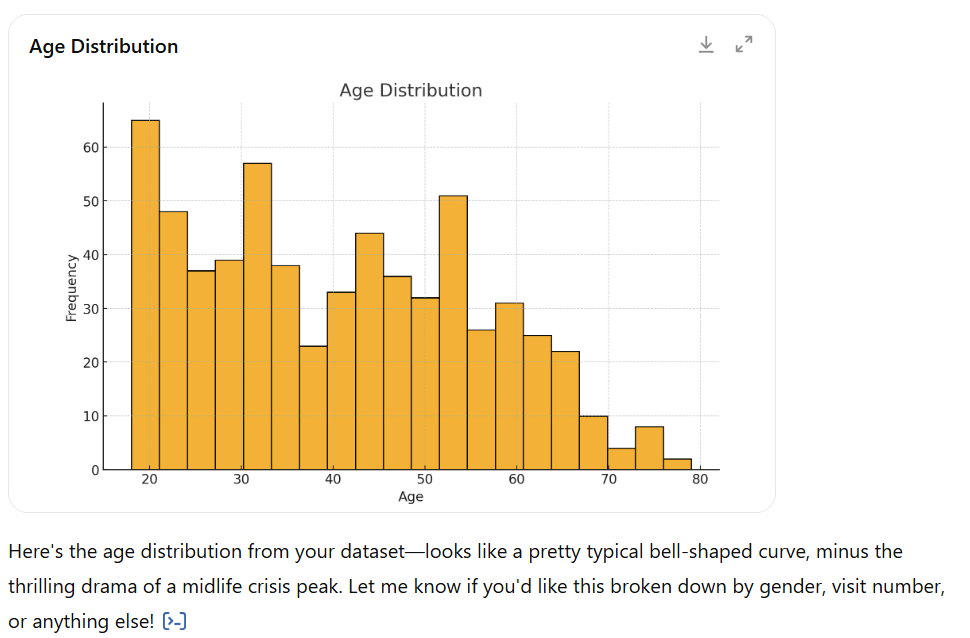 Age Distribution
Age Distribution
60
50
40
30
20
10
0
Frequency
20 30 40 50 60 70 80
Age
Here's the age distribution from your dataset—looks like a pretty typical bell-shaped curve, minus the
thrilling drama of a midlife crisis peak. Let me know if you'd like this broken down by gender, visit number,
or anything else! [>-]